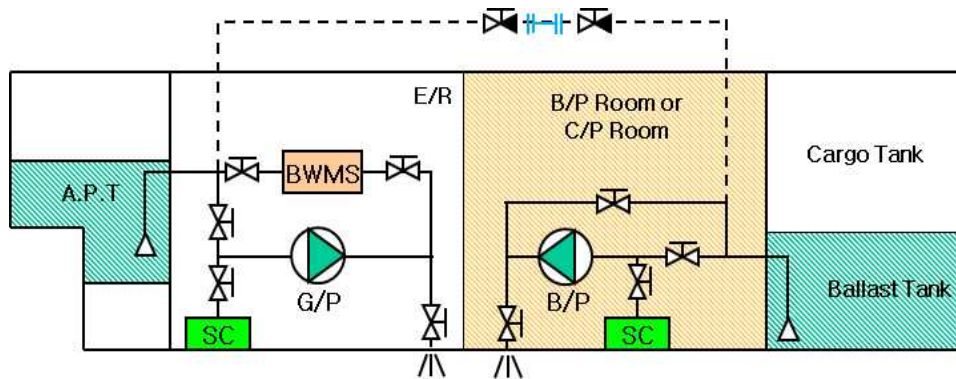 E/R
B/P Room or
C/P Room
Cargo Tank
BWMS
A.P.T
G/P
B/P
Ballast Tank
SC
SC